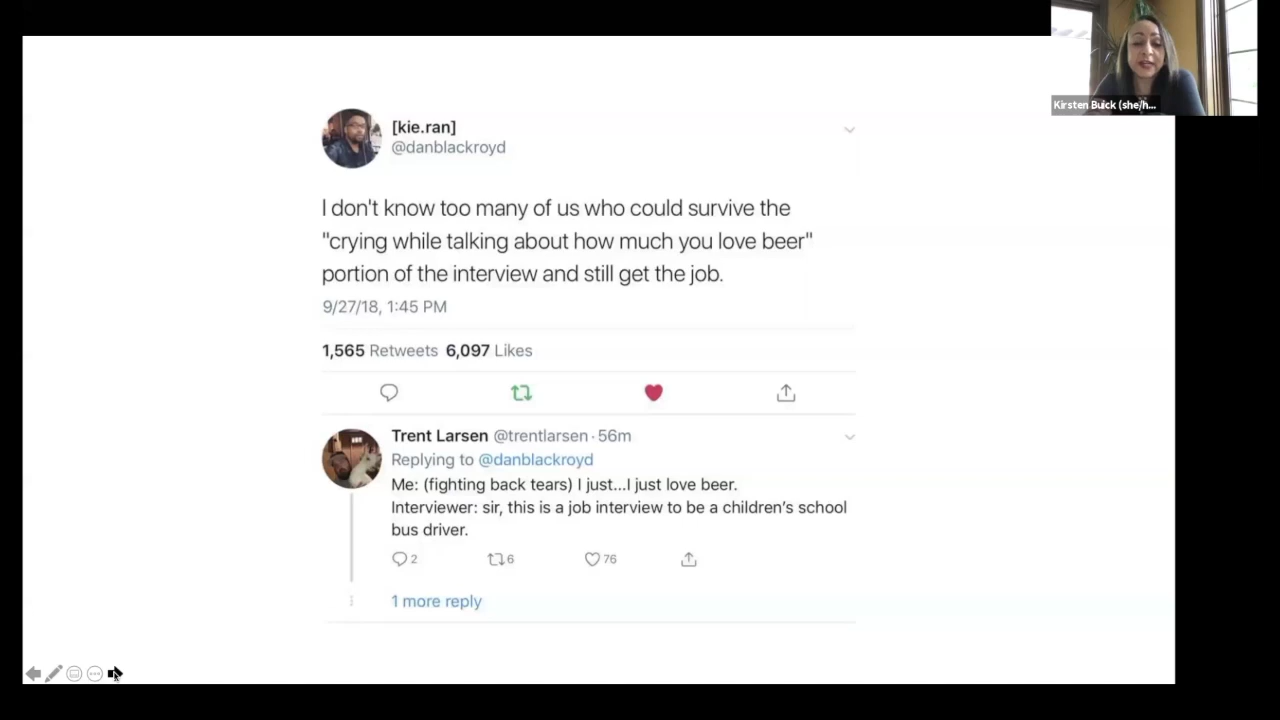 Kirsten Buick (she/h...
[kie.ran]
@danblackroyd
I don't know too many of us who could survive the
"crying while talking about how much you love beer"
portion of the interview and still get the job.
9/27/18, 1:45 PM
1,565 Retweets 6,097 Likes
Trent Larsen @trentlarsen · 56m
Replying to @danblackroyd
Me: (fighting back tears) I just...I just love beer.
Interviewer: sir, this is a job interview to be a children's school
bus driver.
2 6 76
1 more reply